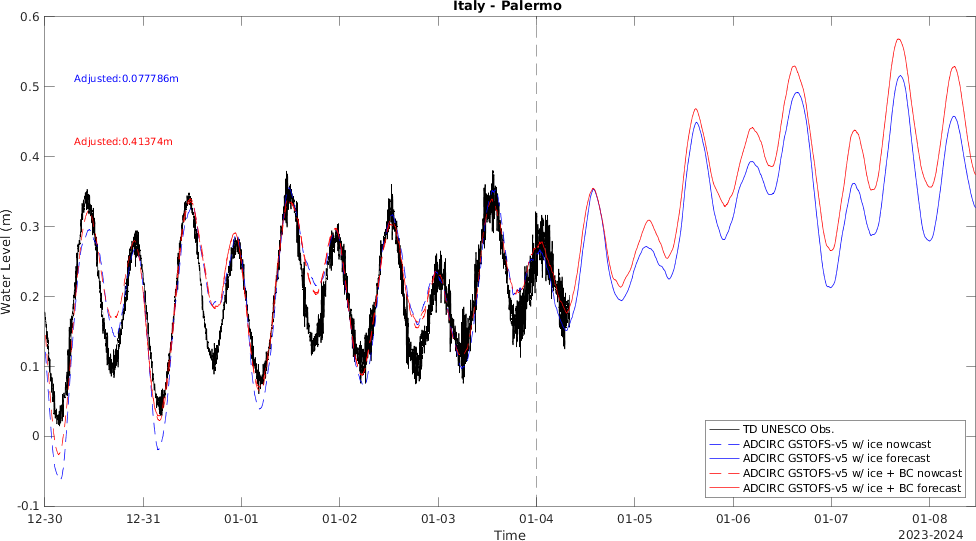 Italy - Palermo
0.6
0.5
0.4
0.3
0.2
0.1
0
-0.1
Water Level (m)
Adjusted:0.077786m
Adjusted:0.41374m
TD UNESCO Obs.
ADCIRC GSTOFS-v5 w/ ice nowcast
ADCIRC GSTOFS-v5 w/ ice forecast
ADCIRC GSTOFS-v5 w/ ice + BC nowcast
ADCIRC GSTOFS-v5 w/ ice + BC forecast
12-30 12-31 01-01 01-02 01-03 01-04 01-05 01-06 01-07 01-08
Time
2023-2024